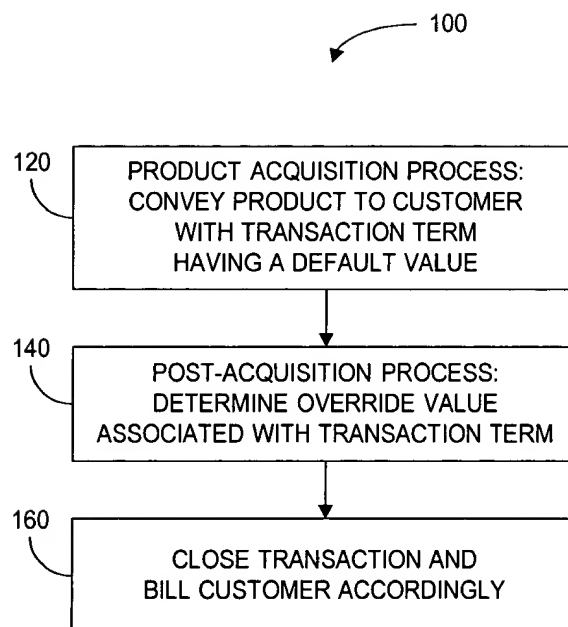 100
120
PRODUCT ACQUISITION PROCESS:
CONVEY PRODUCT TO CUSTOMER
WITH TRANSACTION TERM
HAVING A DEFAULT VALUE
140
POST-ACQUISITION PROCESS:
DETERMINE OVERRIDE VALUE
ASSOCIATED WITH TRANSACTION TERM
160
CLOSE TRANSACTION AND
BILL CUSTOMER ACCORDINGLY